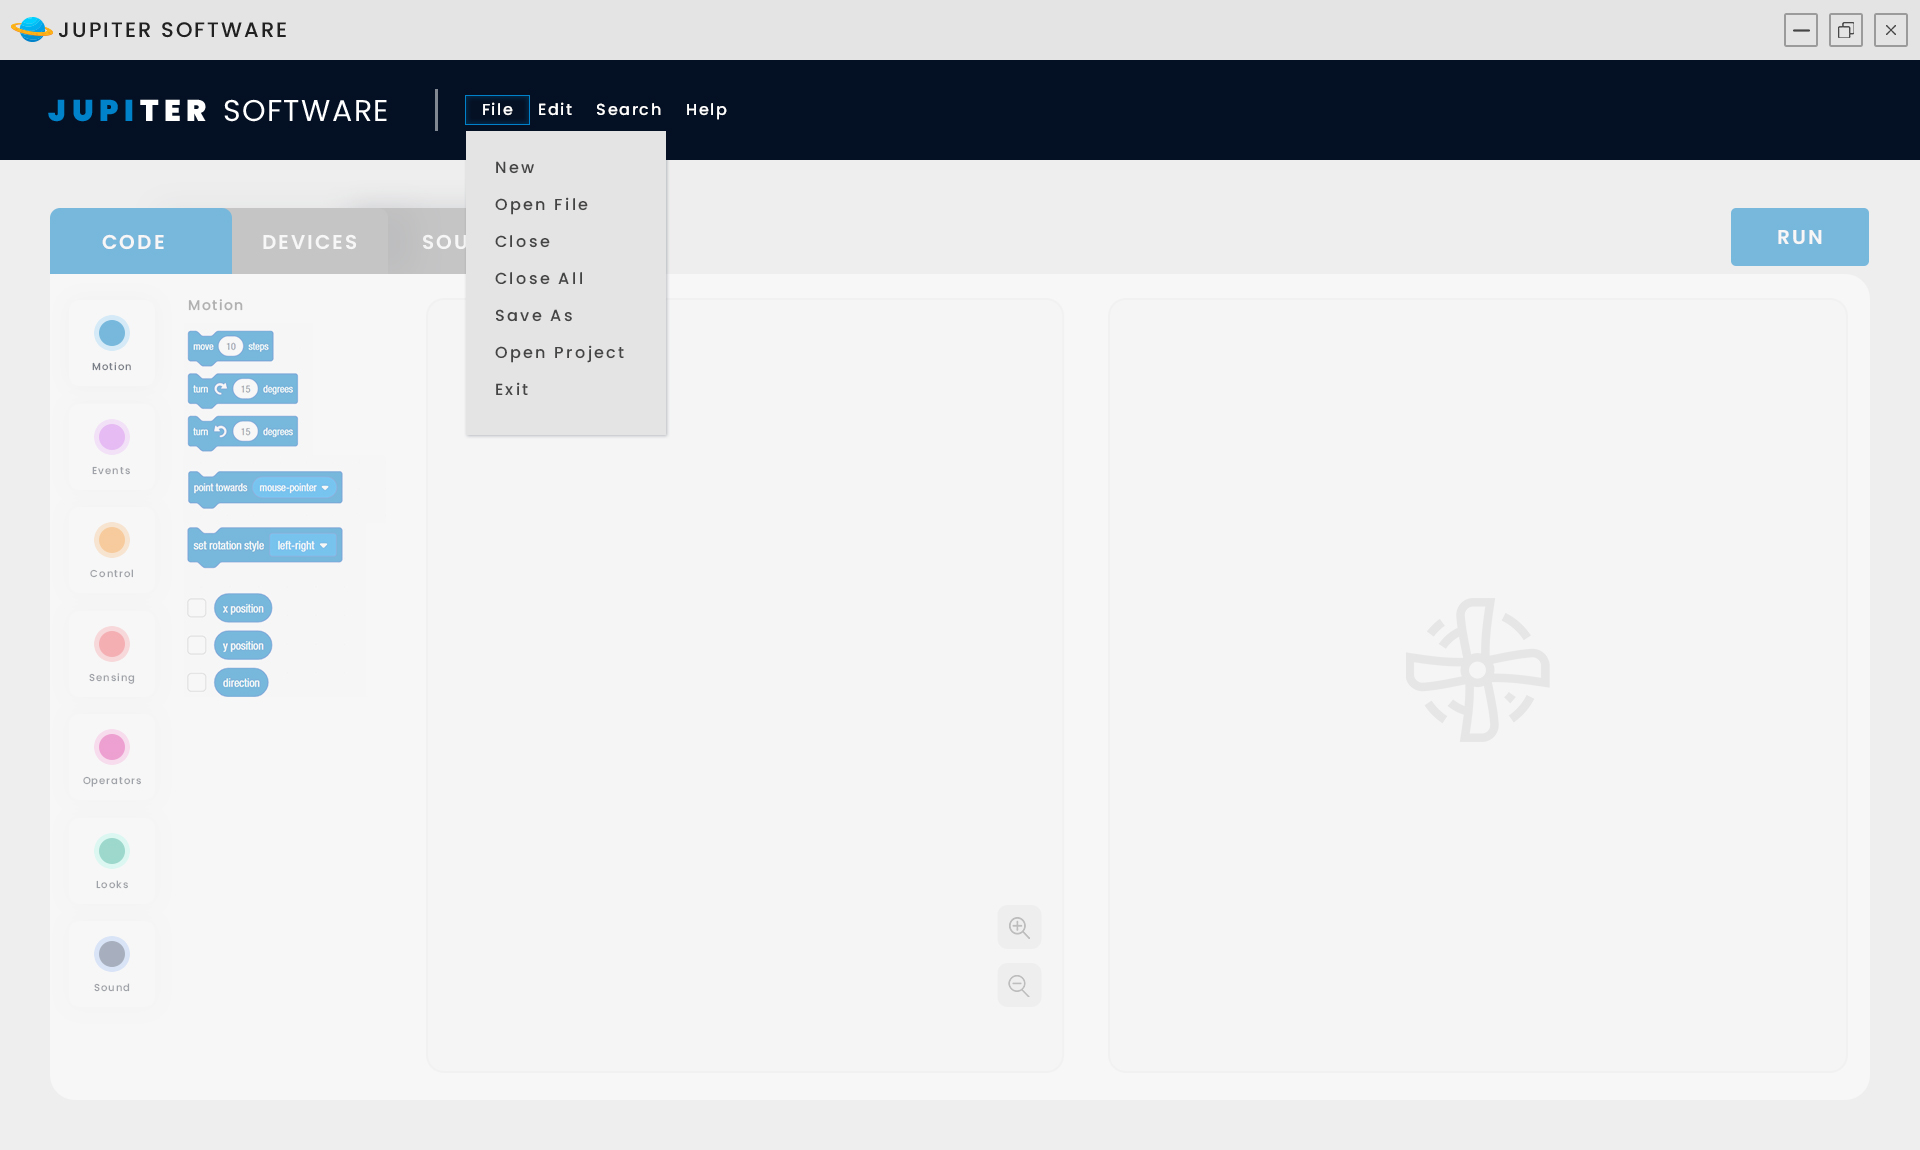 JUPITER SOFTWARE
JUPITER SOFTWARE
File Edit Search Help
New
Open File
Close
Close All
Save As
Open Project
Exit
CODE DEVICES SOU
RUN
Motion
Events
Control
Sensing
Operators
Looks
Sound
Motion
move 10 steps
turn 15 degrees
turn 15 degrees
point towards mouse-pointer
set rotation style left-right
x position
y position
direction